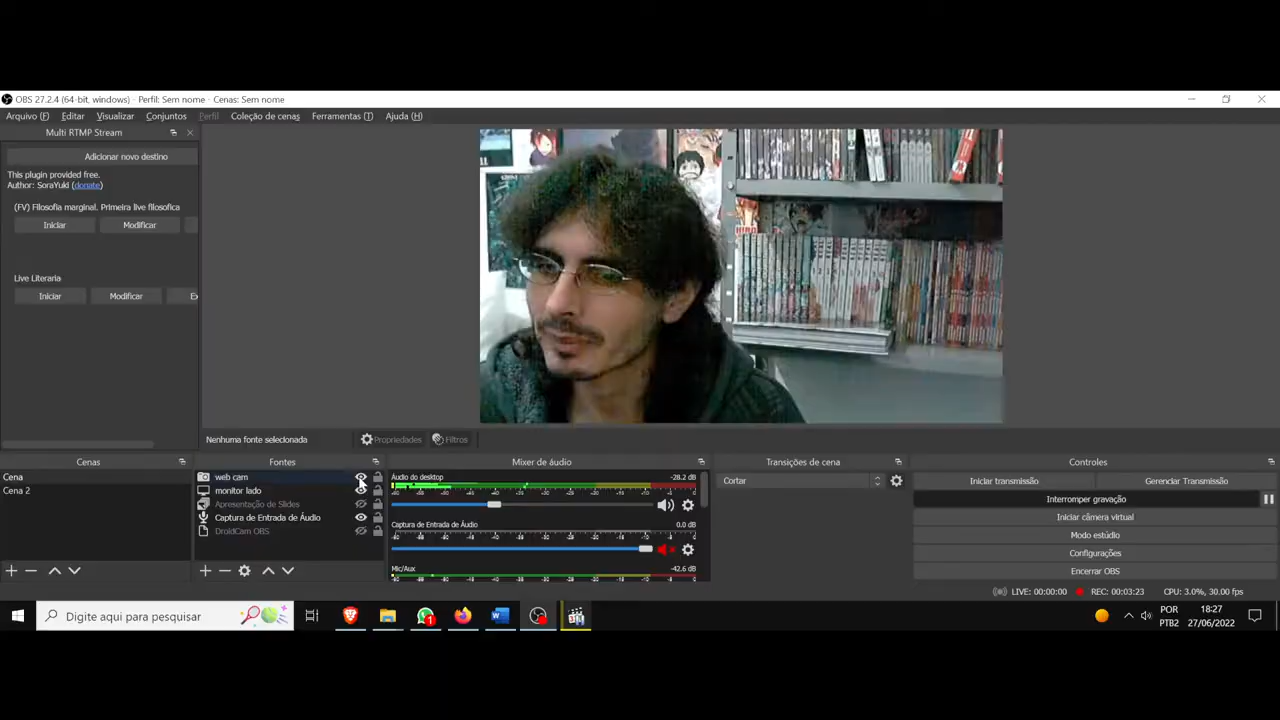 OBS 27.2.4 (64-bit, windows) - Perfil: Sem nome - Cenas: Sem nome
Arquivo (F) Editar Visualizar Conjuntos Perfil Coleção de cenas Ferramentas (T) Ajuda (H)
Multi RTMP Stream
Adicionar novo destino
This plugin provided free.
Author: SoraYuki (donate)
(FV) Filosofia marginal. Primeira live filosofica
Iniciar Modificar
Live Literaria
Iniciar Modificar Ex
Nenhuma fonte selecionada Propriedades Filtros
Cenas
Cena
Cena 2
Fontes
web cam
monitor lado
Apresentação de Slides
Captura de Entrada de Áudio
DroidCam OBS
Mixer de áudio
Áudio do desktop -28.2 dB
Captura de Entrada de Áudio 0.0 dB
Mic/Aux -42.6 dB
Transições de cena
Cortar
Controles
Iniciar transmissão Gerenciar Transmissão
Interromper gravação
Iniciar câmera virtual
Modo estúdio
Configurações
Encerrar OBS
LIVE: 00:00:00 REC: 00:03:23 CPU: 3.0%, 30.00 fps
Digite aqui para pesquisar
1
POR
PTB2
18:27
27/06/2022